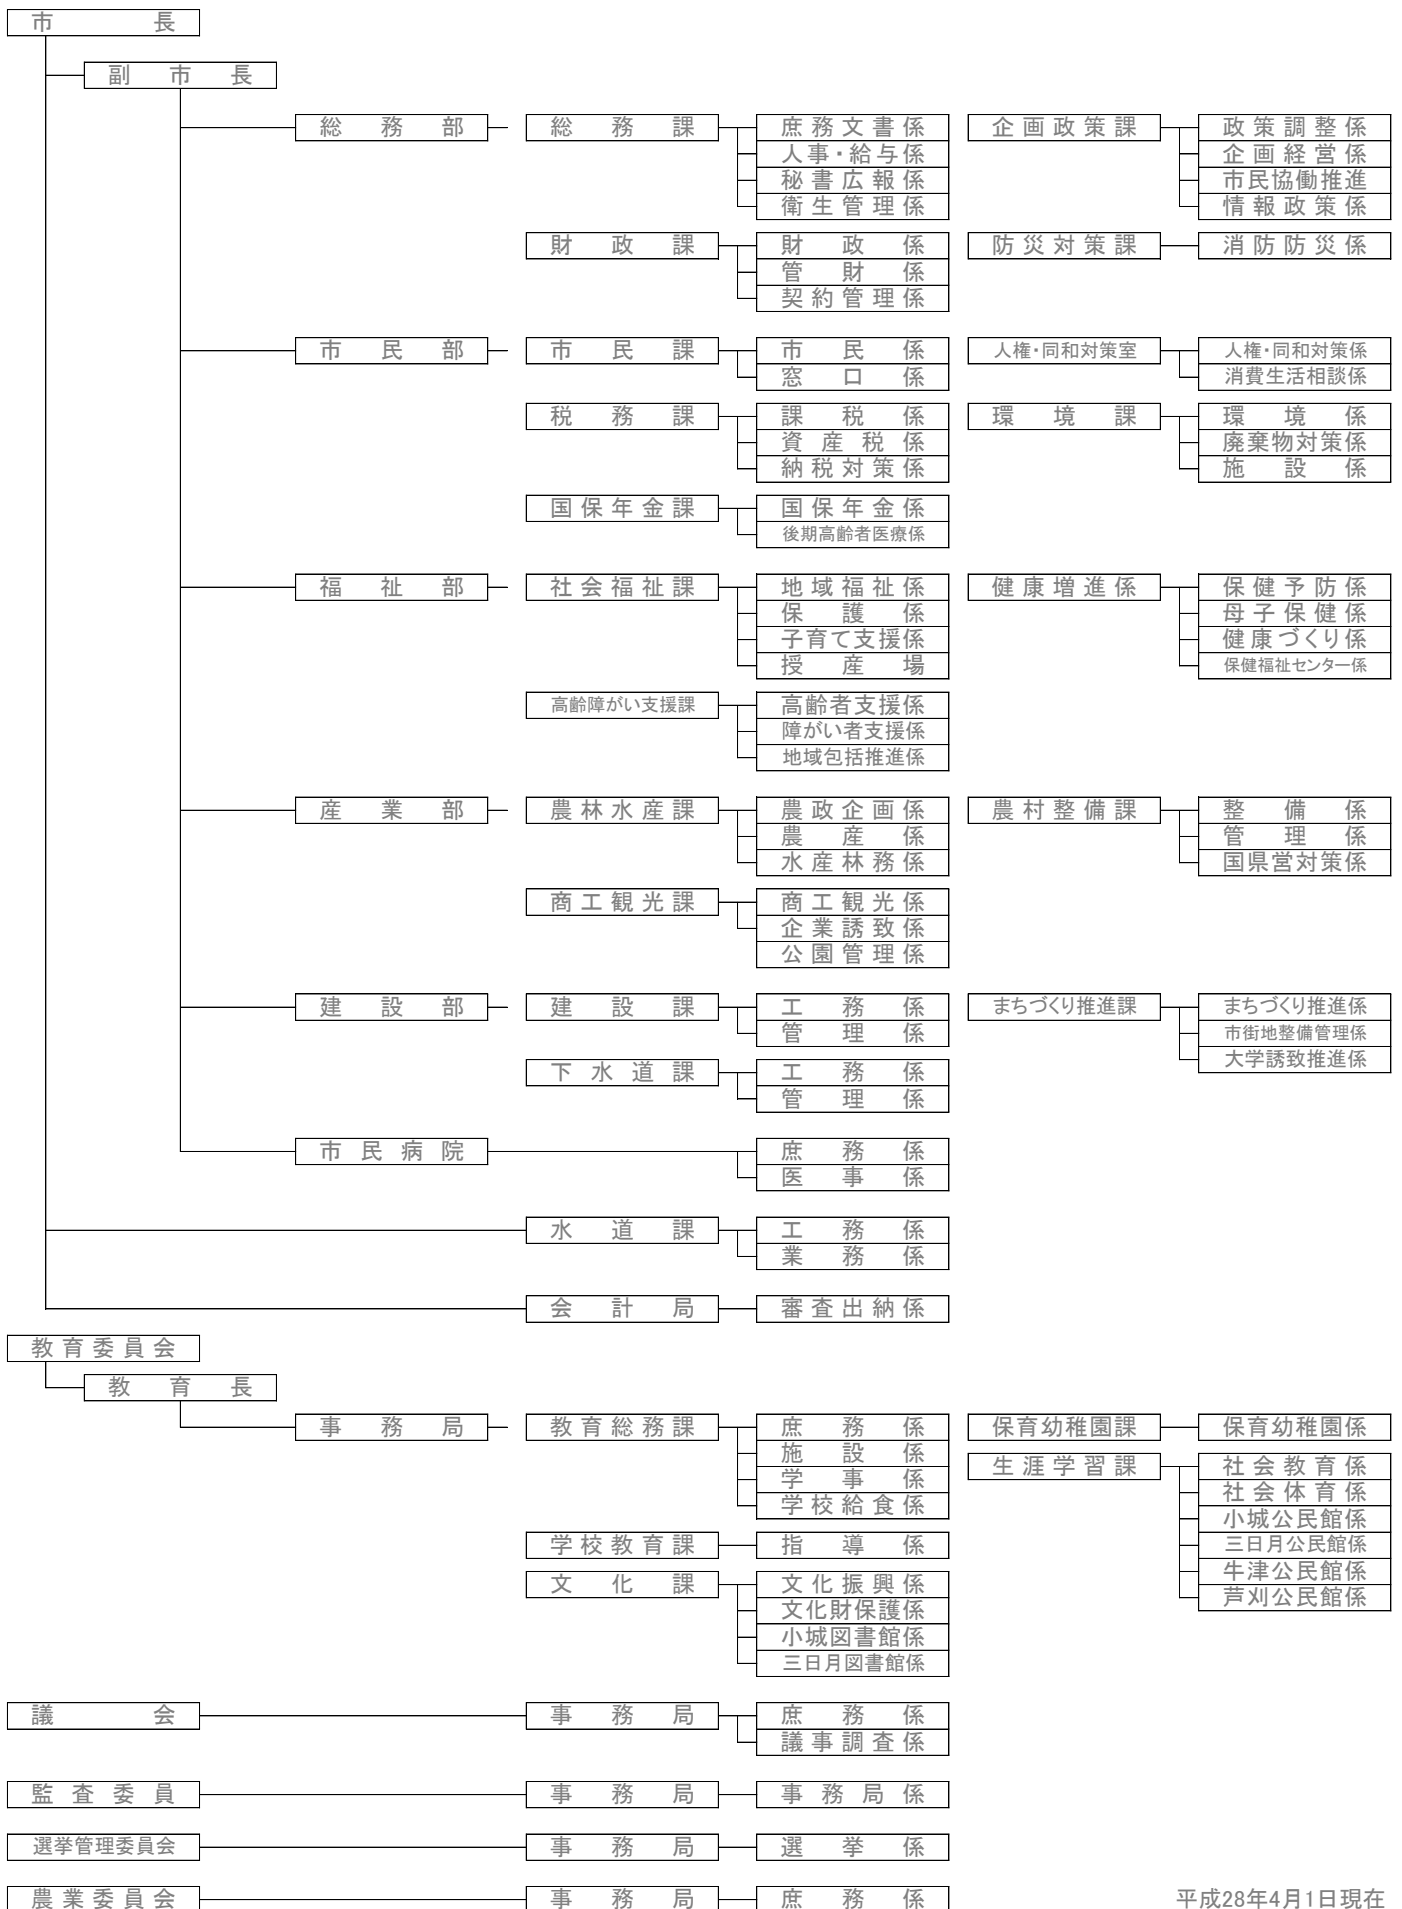 市長
副市長
総務部 総務課 庶務文書係 企画政策課 政策調整係
人事・給与係 企画経営係
秘書広報係 市民協働推進
衛生管理係 情報政策係
財政課 財政係 防災対策課 消防防災係
管財係
契約管理係
市民部 市民課 市民係 人権・同和対策室 人権・同和対策係
窓口係 消費生活相談係
税務課 課税係 環境課 環境係
資産税係 廃棄物対策係
納税対策係 施設係
国保年金課 国保年金係
後期高齢者医療係
福祉部 社会福祉課 地域福祉係 健康増進係 保健予防係
保護係 母子保健係
子育て支援係 健康づくり係
授産場 保健福祉センター係
高齢障がい支援課 高齢者支援係
障がい者支援係
地域包括推進係
産業部 農林水産課 農政企画係 農村整備課 整備係
農産係 管理係
水産林務係 国県営対策係
商工観光課 商工観光係
企業誘致係
公園管理係
建設部 建設課 工務係 まちづくり推進課 まちづくり推進係
管理係 市街地整備管理係
下水道課 工務係 大学誘致推進係
管理係
市民病院 庶務係
医事係
水道課 工務係
業務係
会計局 審査出納係
教育委員会
教育長
事務局 教育総務課 庶務係 保育幼稚園課 保育幼稚園係
施設係 生涯学習課 社会教育係
学事係 社会体育係
学校給食係 小城公民館係
学校教育課 指導係 三日月公民館係
牛津公民館係
文化課 文化振興係 芦刈公民館係
文化財保護係
小城図書館係
三日月図書館係
議会 事務局 庶務係
議事調査係
監査委員 事務局 事務局係
選挙管理委員会 事務局 選挙係
農業委員会 事務局 庶務係 平成28年4月1日現在